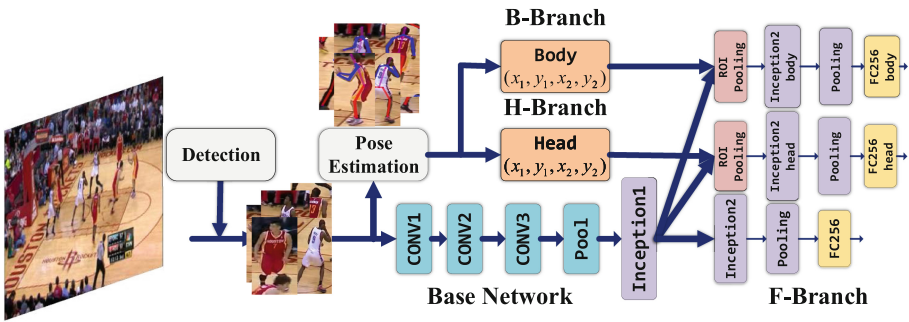 B-Branch
Body
(x₁, y₁, x₂, y₂)
H-Branch
Head
(x₁, y₁, x₂, y₂)
Detection
Pose
Estimation
ROI
Pooling
Inception2
body
Pooling
FC256
body
ROI
Pooling
Inception2
head
Pooling
FC256
head
CONV1
CONV2
CONV3
Pool
Inception1
Inception2
Pooling
FC256
Base Network
F-Branch
HOUSTON